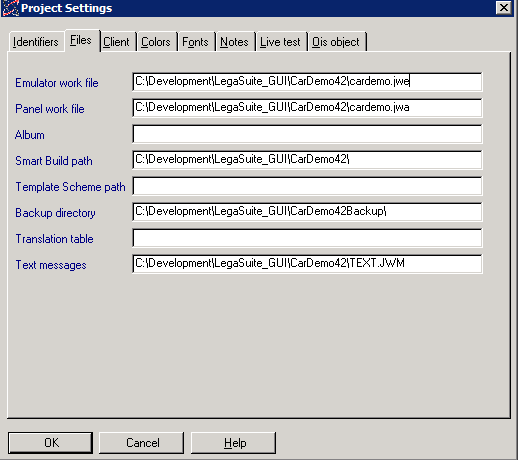 Project Settings
Identifiers Files Client Colors Fonts Notes Live test Ois object
Emulator work file C:\Development\LegaSuite_GUI\CarDemo42\cardemo.jwe
Panel work file C:\Development\LegaSuite_GUI\CarDemo42\cardemo.jwa
Album
Smart Build path C:\Development\LegaSuite_GUI\CarDemo42\
Template Scheme path
Backup directory C:\Development\LegaSuite_GUI\CarDemo42Backup\
Translation table
Text messages C:\Development\LegaSuite_GUI\CarDemo42\TEXT.JWM
OK Cancel Help